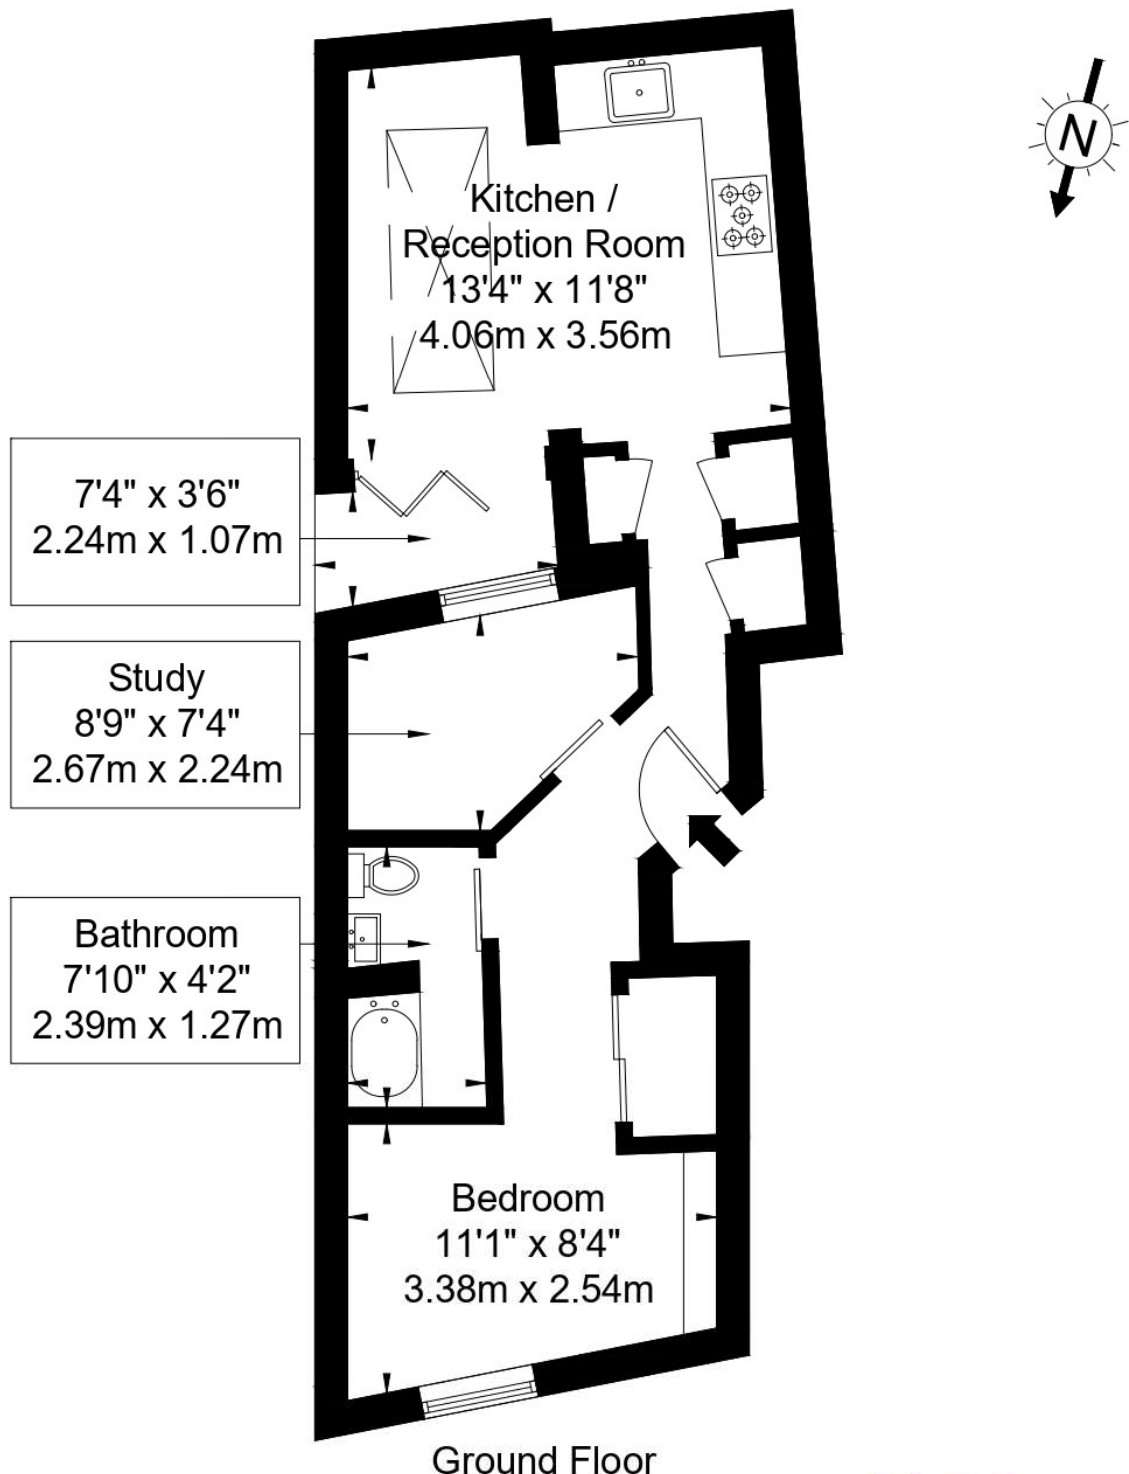 N
Kitchen /
Reception Room
13'4" x 11'8"
4.06m x 3.56m
7'4" x 3'6"
2.24m x 1.07m
Study
8'9" x 7'4"
2.67m x 2.24m
Bathroom
7'10" x 4'2"
2.39m x 1.27m
Bedroom
11'1" x 8'4"
3.38m x 2.54m
Ground Floor